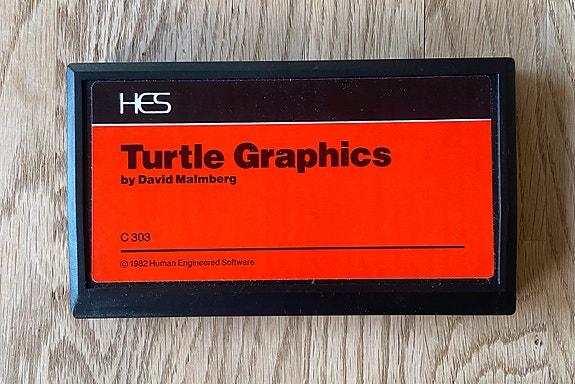 HES
Turtle Graphics
by David Malmberg
C 303
© 1982 Human Engineered Software